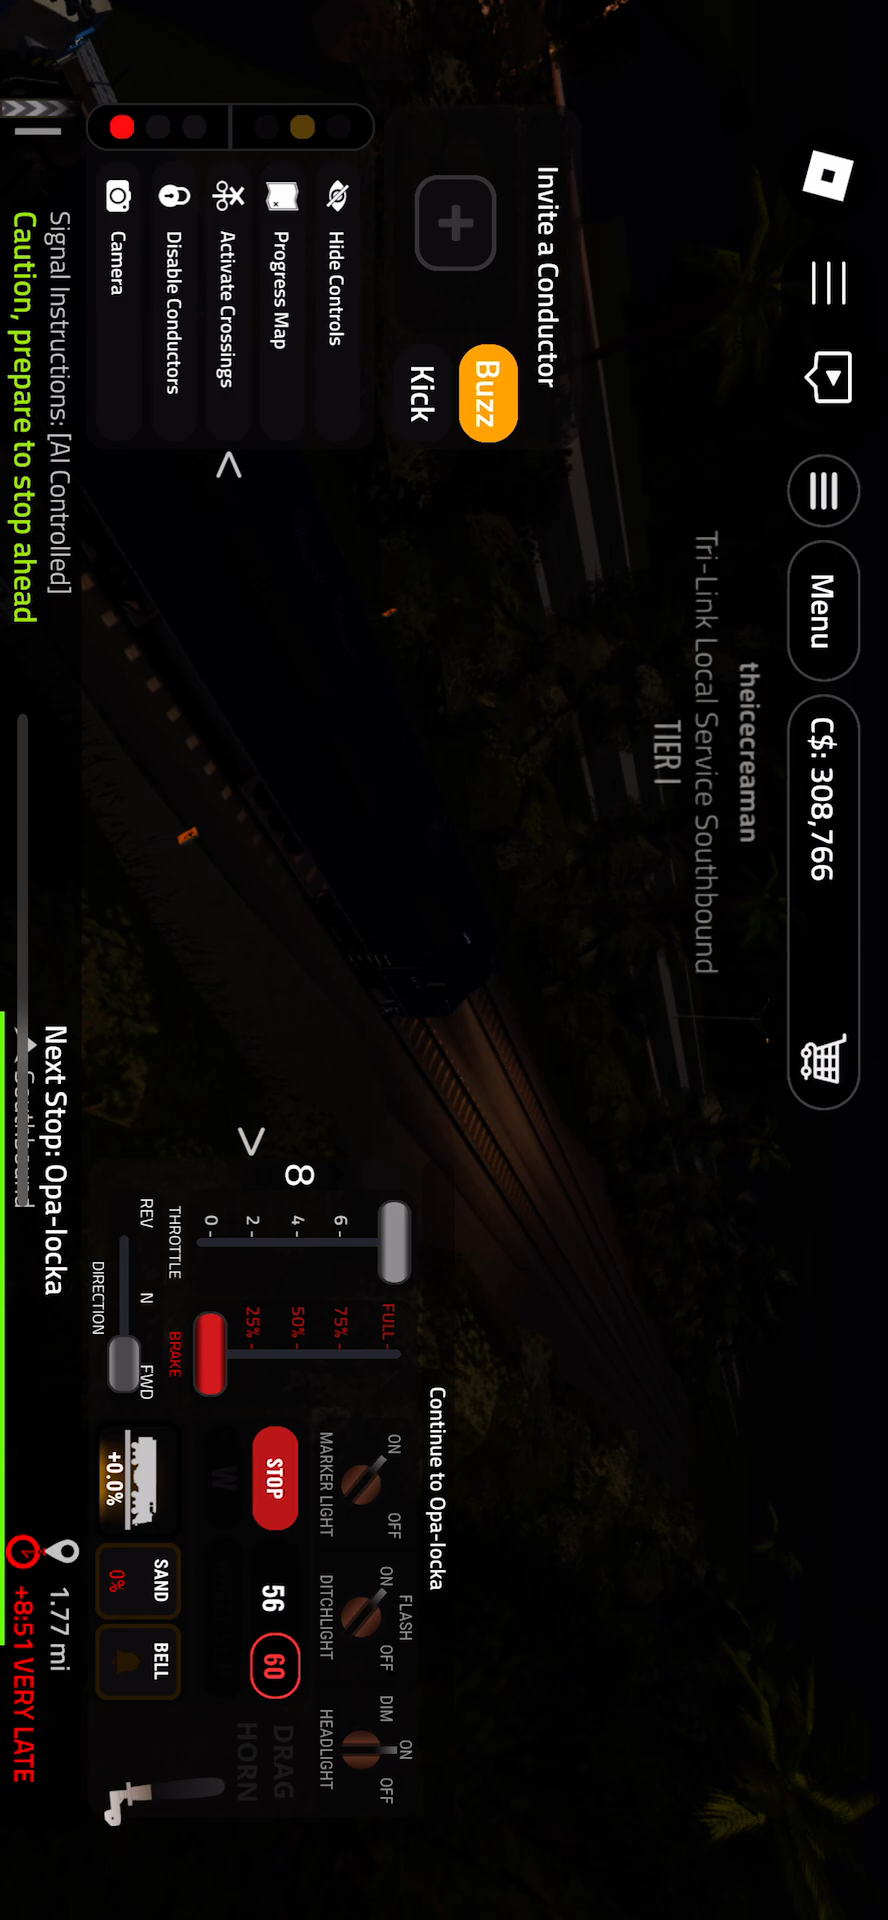 Menu
C$: 308,766
theicecreaman
Tri-Link Local Service Southbound
TIER I
Invite a Conductor
Buzz
Kick
Hide Controls
Progress Map
Activate Crossings
Disable Conductors
Camera
Signal Instructions: [AI Controlled]
Caution, prepare to stop ahead
Next Stop: Opa-locka
Southbound
1.77 mi
+8:51 VERY LATE
Continue to Opa-locka
8
6 -
4 -
2 -
0 -
THROTTLE
FULL -
75% -
50% -
25% -
BRAKE
REV N FWD
DIRECTION
ON OFF
MARKER LIGHT
FLASH
ON OFF
DITCHLIGHT
ON
DIM OFF
HEADLIGHT
STOP
56
60
W
+0.0%
SAND
0%
BELL
DRAG
HORN